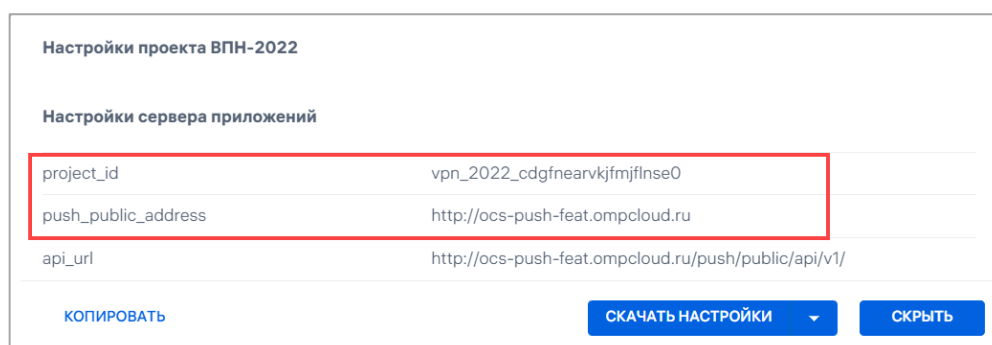 Настройки проекта ВПН-2022
Настройки сервера приложений
project_id vpn_2022_cdgfnearvkjfmjflnse0
push_public_address http://ocs-push-feat.ompcloud.ru
api_url http://ocs-push-feat.ompcloud.ru/push/public/api/v1/
КОПИРОВАТЬ СКАЧАТЬ НАСТРОЙКИ СКРЫТЬ